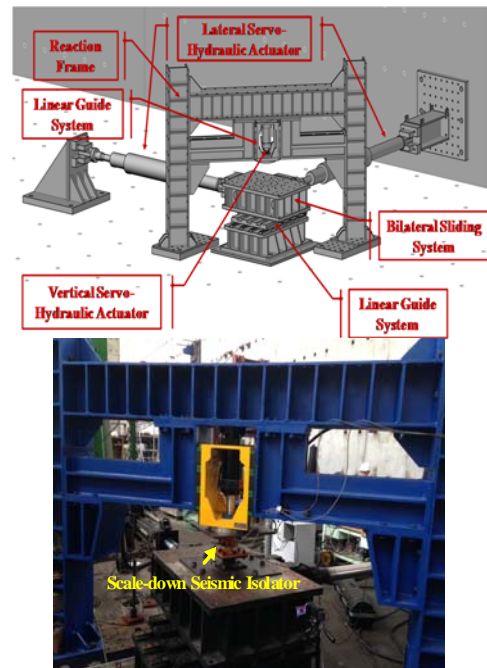 Lateral Servo-
Hydraulic Actuator
Reaction
Frame
Linear Guide
System
Bilateral Sliding
System
Vertical Servo-
Hydraulic Actuator
Linear Guide
System
Scale-down Seismic Isolator